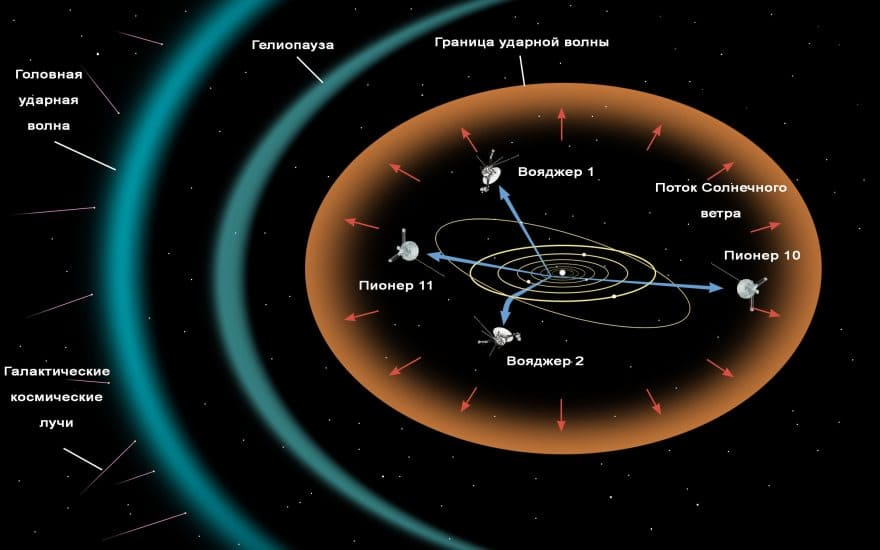 Гелиопауза
Граница ударной волны
Головная
ударная
волна
Вояджер 1
Поток Солнечного
ветра
Пионер 10
Пионер 11
Вояджер 2
Галактические
космические
лучи